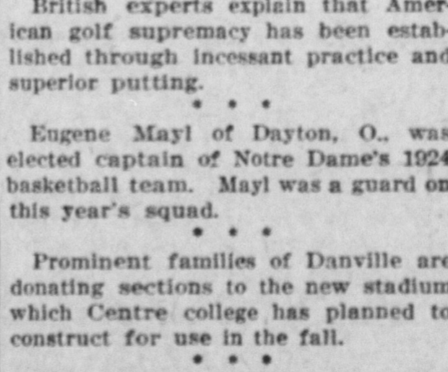 British experts explain that Amer-
ican golf supremacy has been estab-
lished through incessant practice and
superior putting.
* * *
Eugene Mayl of Dayton, O., was
elected captain of Notre Dame's 1924
basketball team. Mayl was a guard on
this year's squad.
* * *
Prominent families of Danville are
donating sections to the new stadium
which Centre college has planned to
construct for use in the fall.
* * *